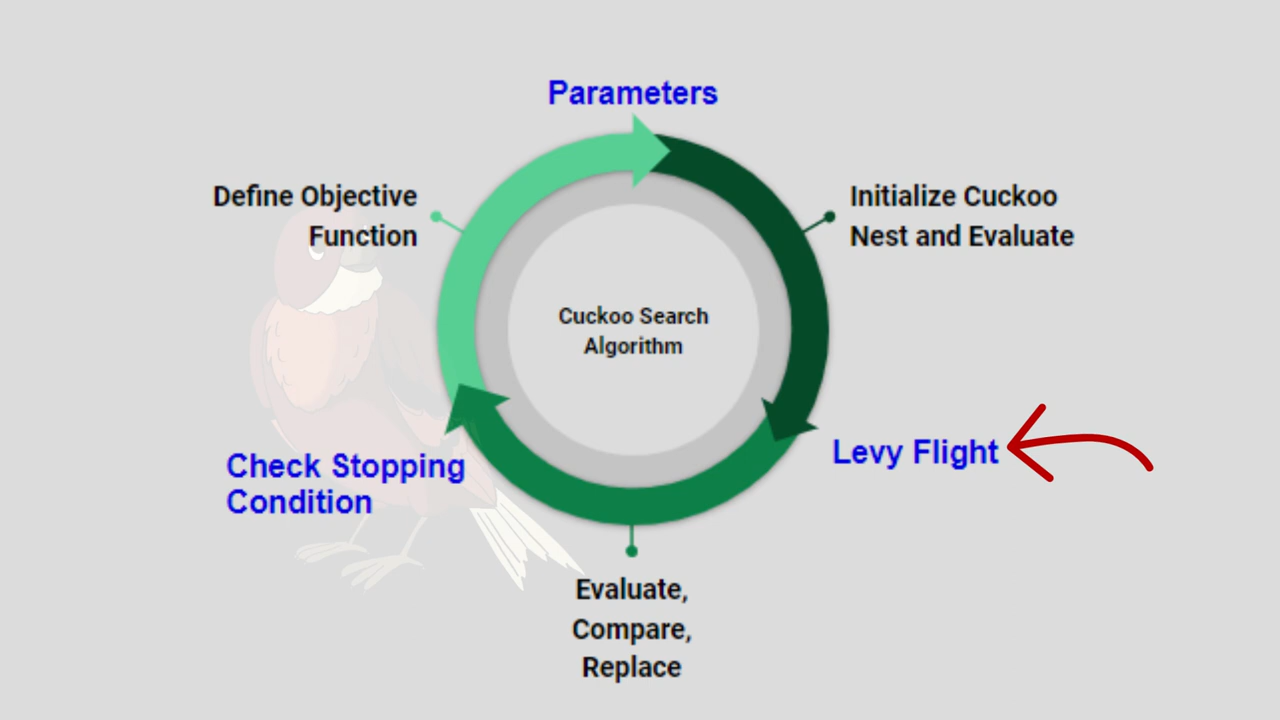 Parameters
Define Objective
Function
Initialize Cuckoo
Nest and Evaluate
Cuckoo Search
Algorithm
Levy Flight
Check Stopping
Condition
Evaluate,
Compare,
Replace